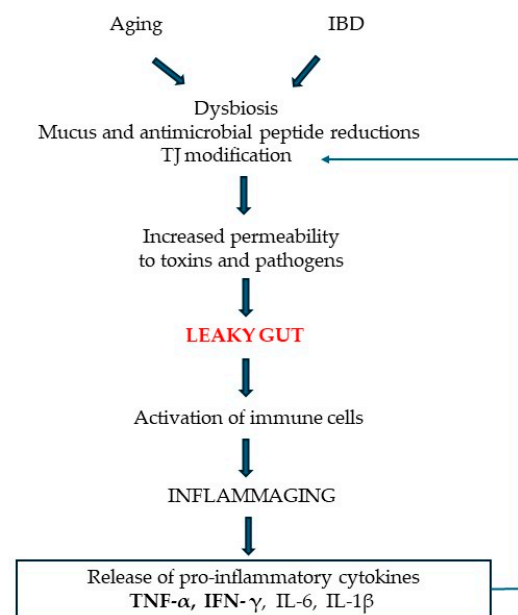 Aging IBD
Dysbiosis
Mucus and antimicrobial peptide reductions
TJ modification
Increased permeability
to toxins and pathogens
LEAKY GUT
Activation of immune cells
INFLAMMAGING
Release of pro-inflammatory cytokines
TNF-α, IFN- γ, IL-6, IL-1β